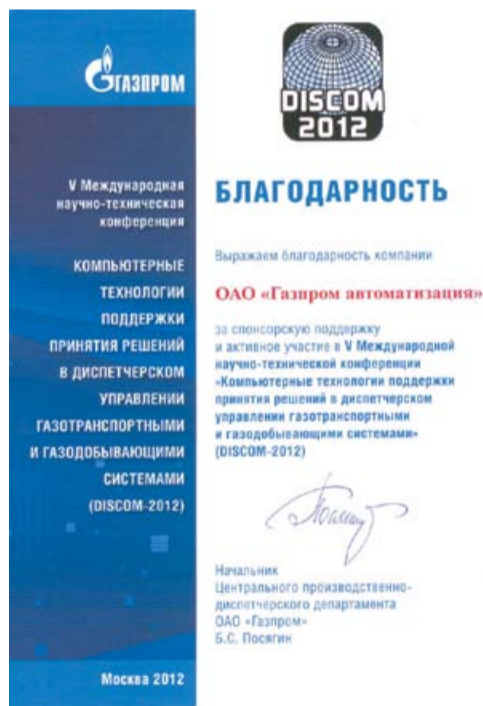 ГАЗПРОМ
V Международная
научно-техническая
конференция
КОМПЬЮТЕРНЫЕ
ТЕХНОЛОГИИ
ПОДДЕРЖКИ
ПРИНЯТИЯ РЕШЕНИЙ
В ДИСПЕТЧЕРСКОМ
УПРАВЛЕНИИ
ГАЗОТРАНСПОРТНЫМИ
И ГАЗОДОБЫВАЮЩИМИ
СИСТЕМАМИ
(DISCOM-2012)
Москва 2012
DISCOM
2012
БЛАГОДАРНОСТЬ
Выражаем благодарность компании
ОАО «Газпром автоматизация»
за спонсорскую поддержку
и активное участие в V Международной
научно-технической конференции
«Компьютерные технологии поддержки
принятия решений в диспетчерском
управлении газотранспортными
и газодобывающими системами»
(DISCOM-2012)
Начальник
Центрального производственно-
диспетчерского департамента
ОАО «Газпром»
Б.С. Посягин